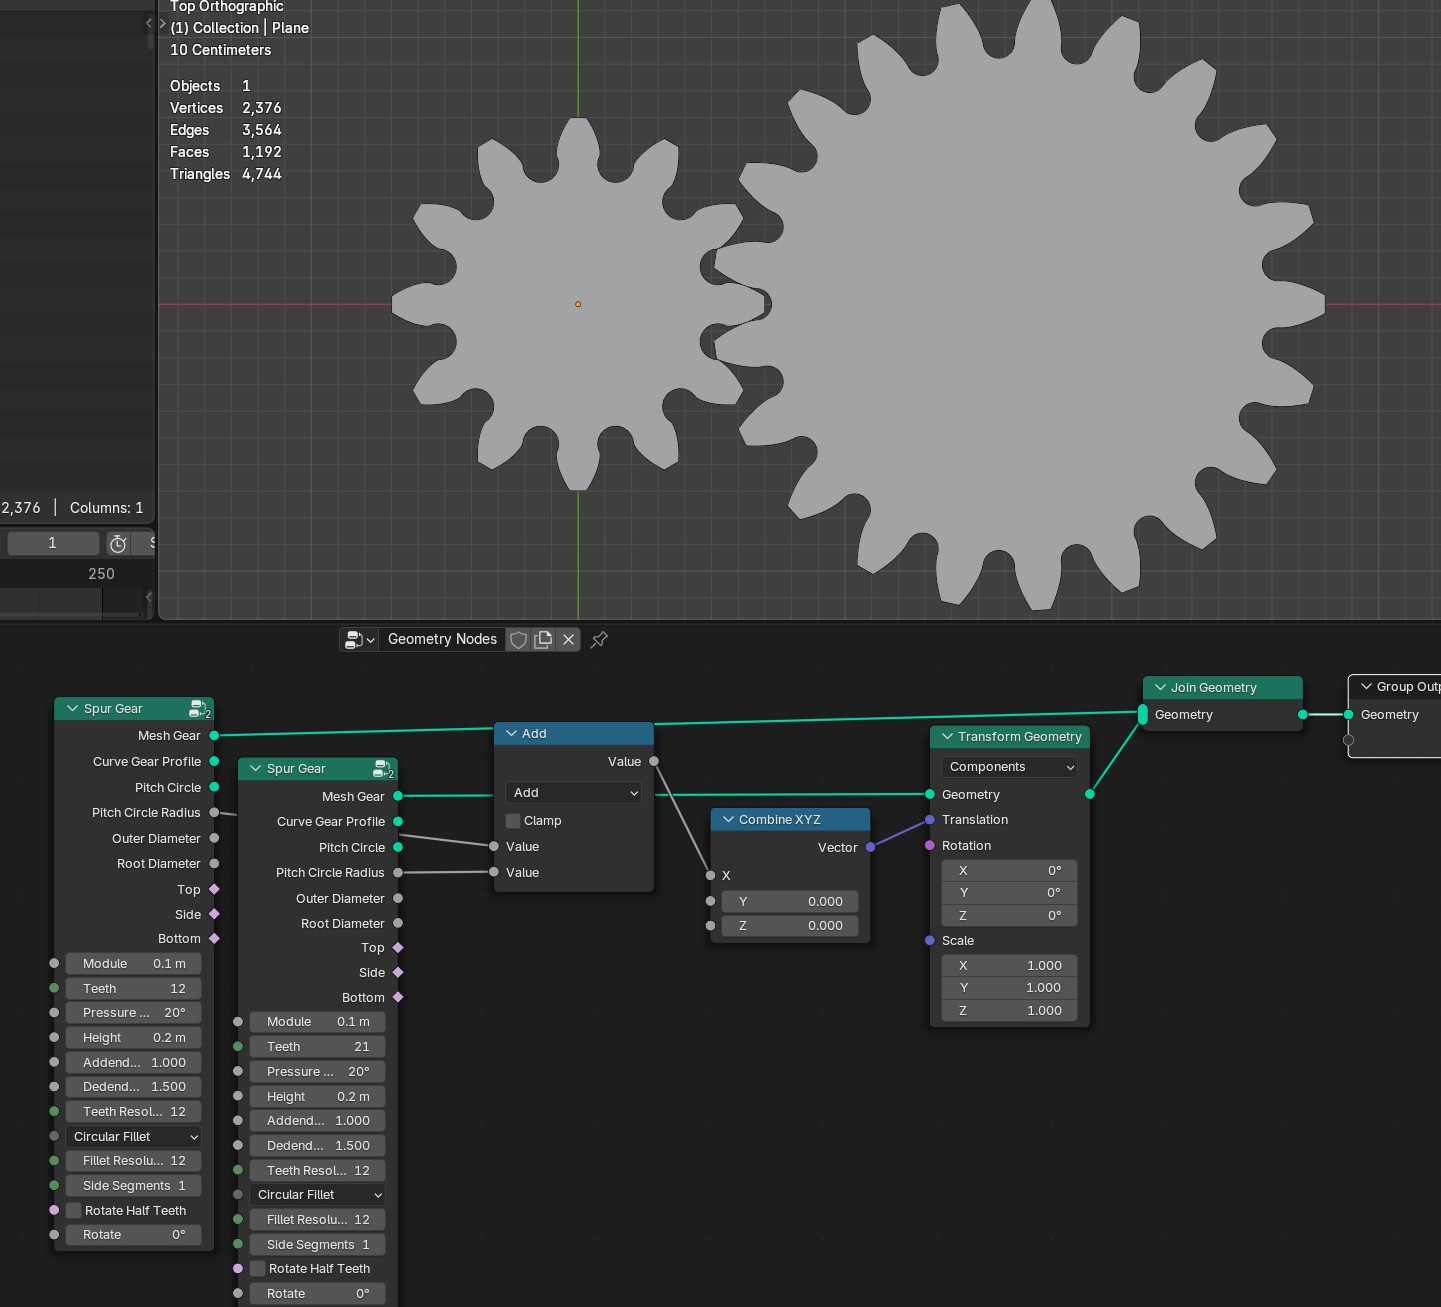 Top Orthographic
(1) Collection | Plane
10 Centimeters
Objects 1
Vertices 2,376
Edges 3,564
Faces 1,192
Triangles 4,744
2,376 | Columns: 1
1
250
Geometry Nodes
Spur Gear 2
Mesh Gear
Curve Gear Profile
Pitch Circle
Pitch Circle Radius
Outer Diameter
Root Diameter
Top
Side
Bottom
Module 0.1 m
Teeth 12
Pressure ... 20°
Height 0.2 m
Addend... 1.000
Dedend... 1.500
Teeth Resol... 12
Circular Fillet
Fillet Resolu... 12
Side Segments 1
Rotate Half Teeth
Rotate 0°
Spur Gear 2
Mesh Gear
Curve Gear Profile
Pitch Circle
Pitch Circle Radius
Outer Diameter
Root Diameter
Top
Side
Bottom
Module 0.1 m
Teeth 21
Pressure ... 20°
Height 0.2 m
Addend... 1.000
Dedend... 1.500
Teeth Resol... 12
Circular Fillet
Fillet Resolu... 12
Side Segments 1
Rotate Half Teeth
Rotate 0°
Add
Value
Add
Clamp
Value
Value
Combine XYZ
Vector
X
Y 0.000
Z 0.000
Transform Geometry
Components
Geometry
Translation
Rotation
X 0°
Y 0°
Z 0°
Scale
X 1.000
Y 1.000
Z 1.000
Join Geometry
Geometry
Group Outp
Geometry